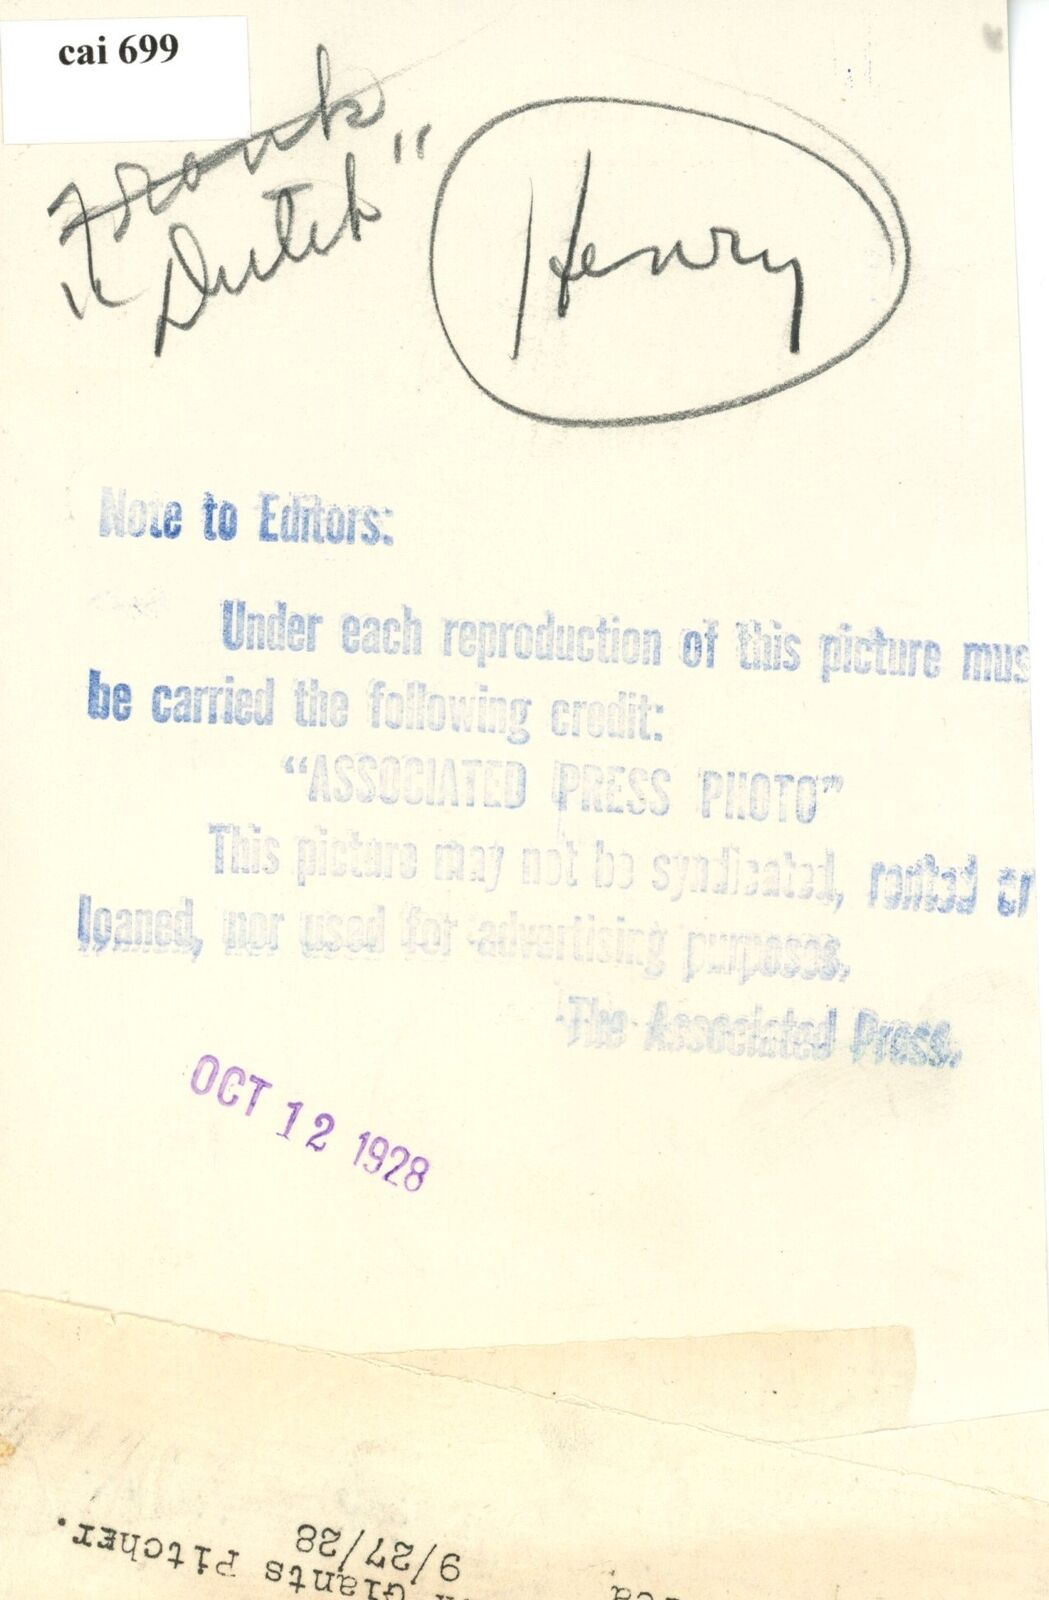 cai 699
Frank
"Dutch"
Henry
Note to Editors:
Under each reproduction of this picture mus
be carried the following credit:
"ASSOCIATED PRESS PHOTO"
This picture may not be syndicated, rented or
loaned, nor used for advertising purposes.
The Associated Press.
OCT 12 1928
Giants Pitcher.
9/27/28